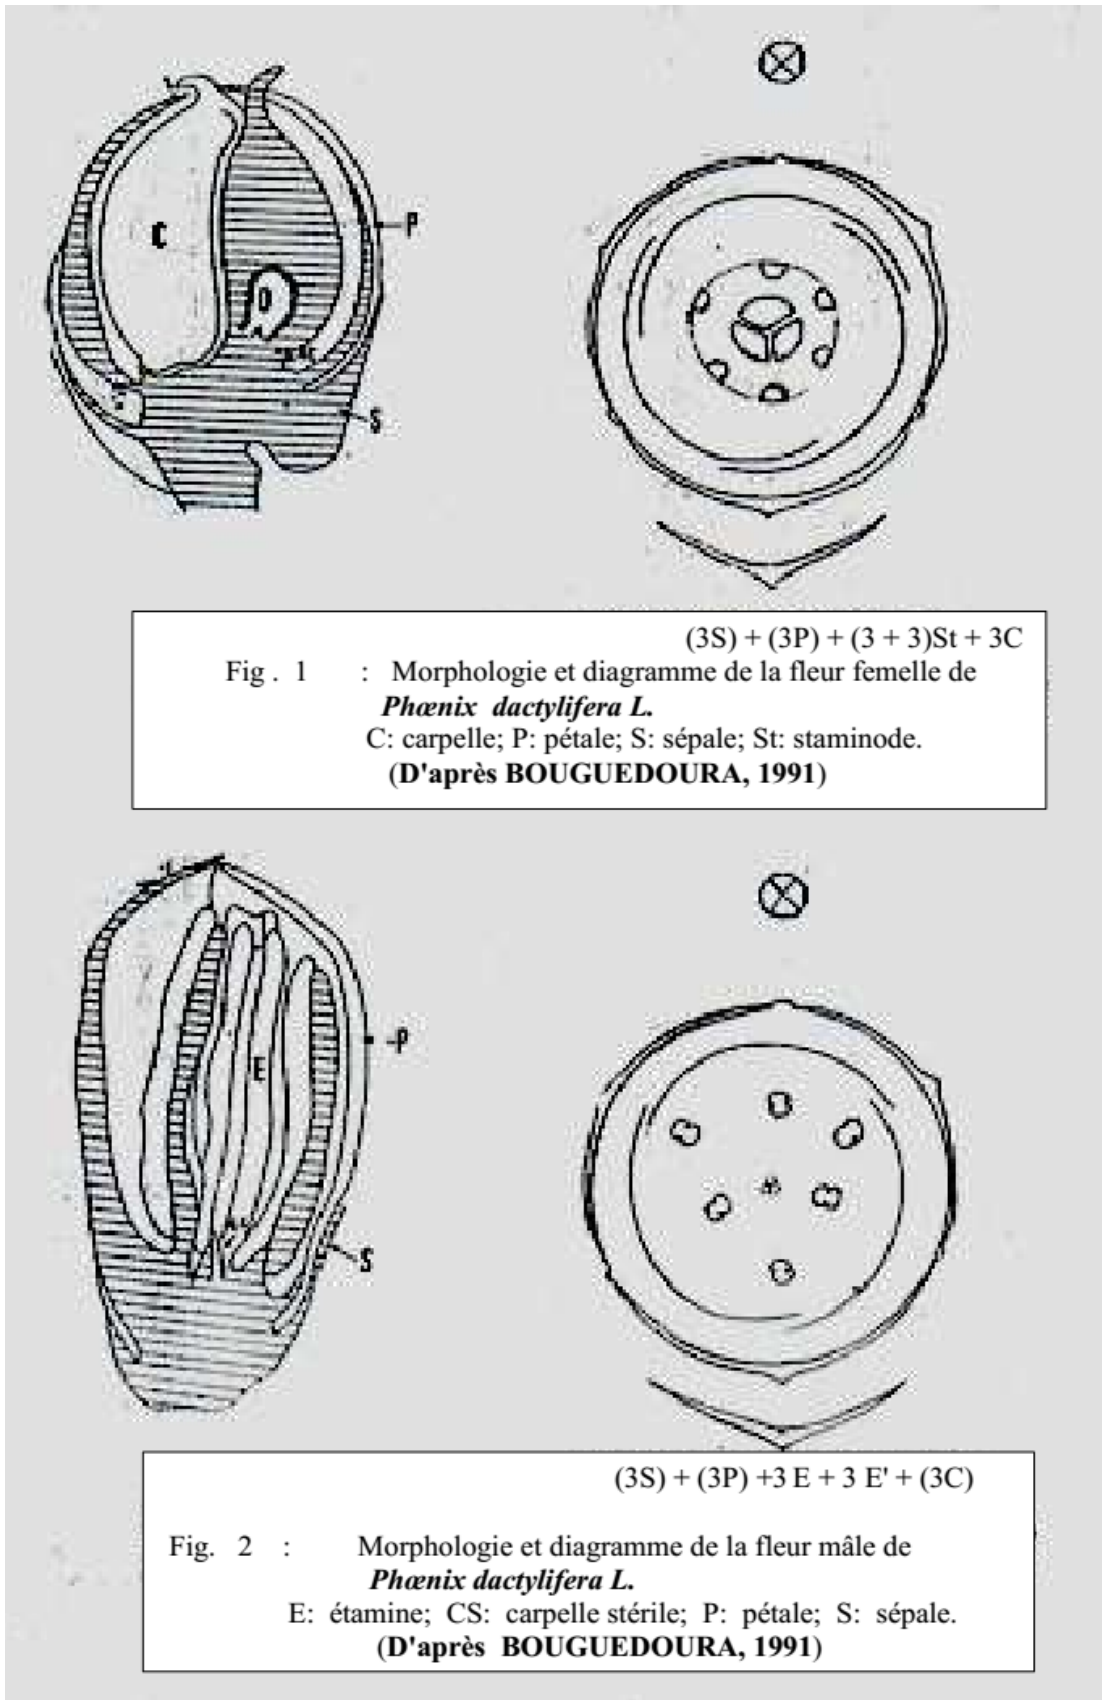 C
P
S
(3S) + (3P) + (3 + 3)St + 3C
Fig . 1 : Morphologie et diagramme de la fleur femelle de
Phœnix dactylifera L.
C: carpelle; P: pétale; S: sépale; St: staminode.
(D'après BOUGUEDOURA, 1991)
E
-P
S
(3S) + (3P) +3 E + 3 E' + (3C)
Fig. 2 : Morphologie et diagramme de la fleur mâle de
Phœnix dactylifera L.
E: étamine; CS: carpelle stérile; P: pétale; S: sépale.
(D'après BOUGUEDOURA, 1991)